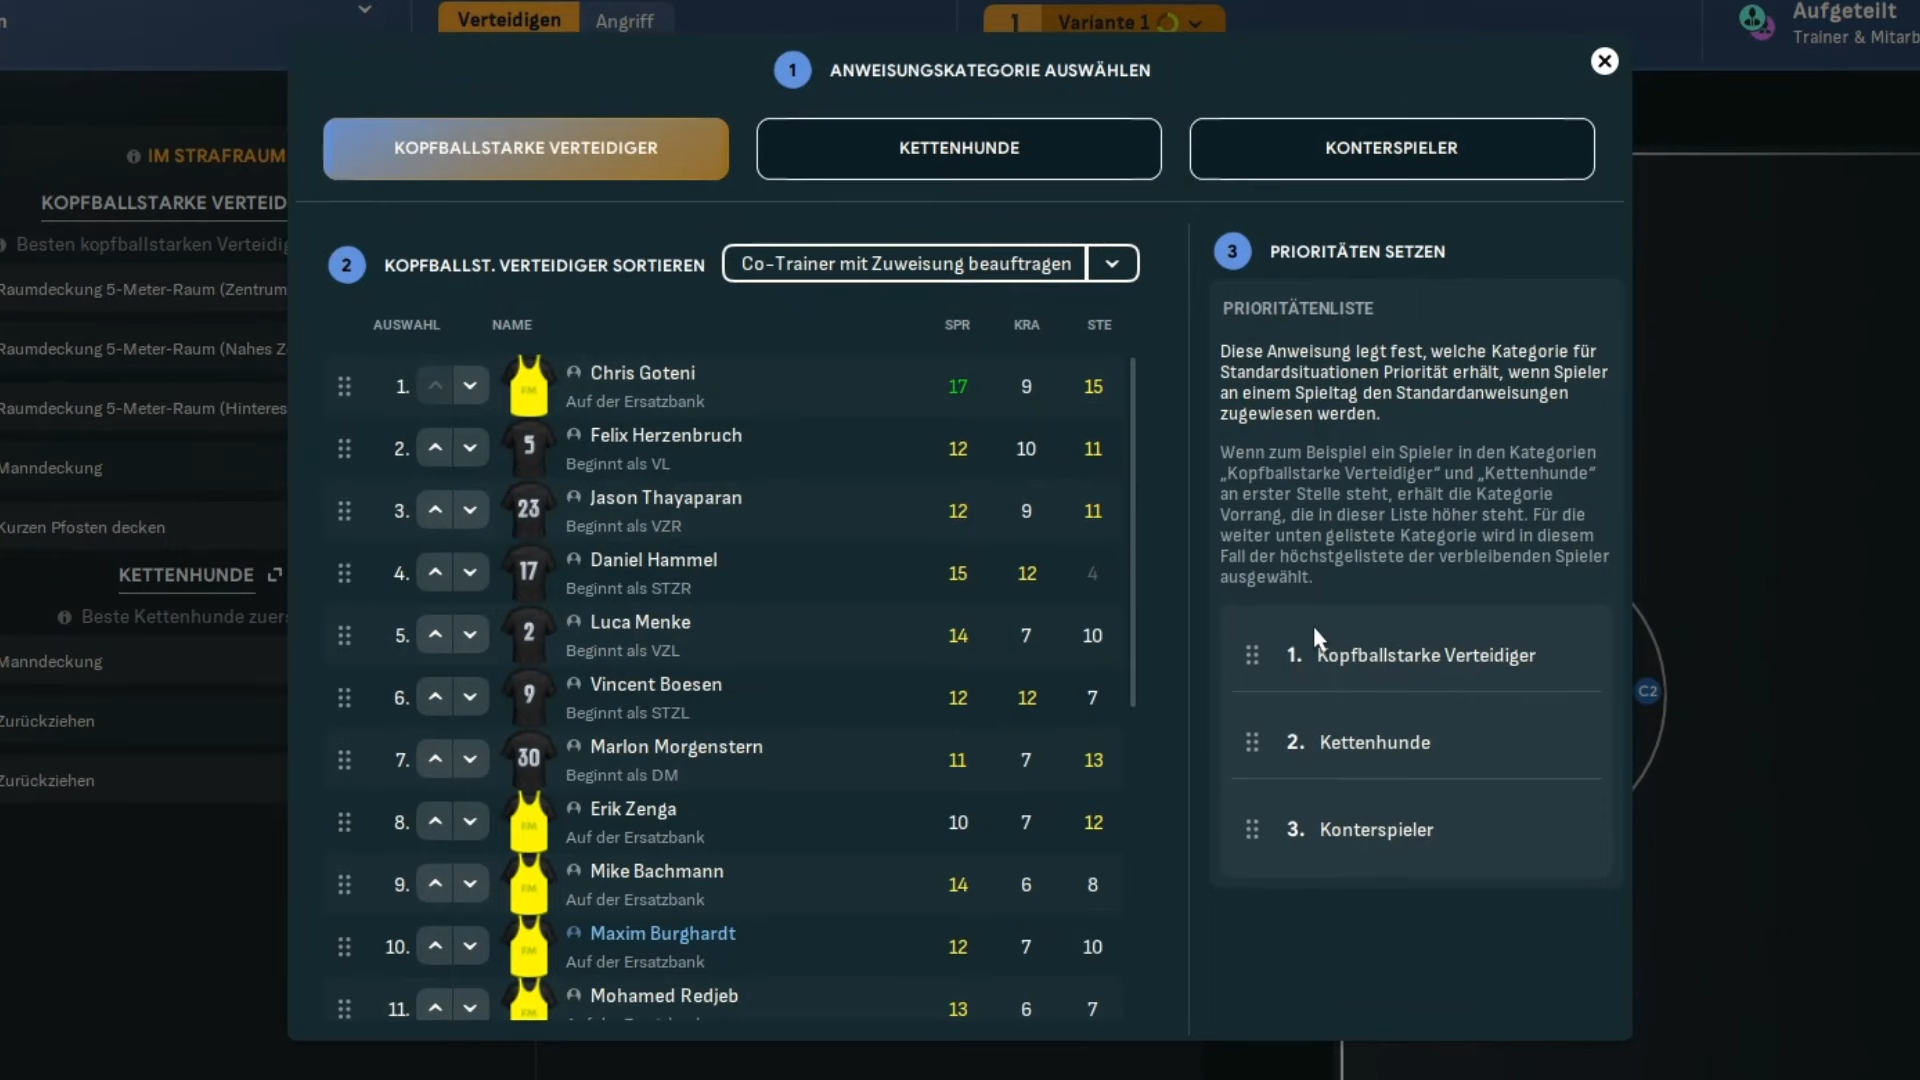 Verteidigen
Angriff
1 Variante 1
Aufgeteilt
Trainer & Mitarb
1 ANWEISUNGSKATEGORIE AUSWÄHLEN
KOPFBALLSTARKE VERTEIDIGER
KETTENHUNDE
KONTERSPIELER
IM STRAFRAUM
KOPFBALLSTARKE VERTEID
Besten kopfballstarken Verteidig
Raumdeckung 5-Meter-Raum (Zentrum
Raumdeckung 5-Meter-Raum (Nahes Z
Raumdeckung 5-Meter-Raum (Hinteres
Manndeckung
Kurzen Pfosten decken
KETTENHUNDE
Beste Kettenhunde zuers
Manndeckung
Zurückziehen
Zurückziehen
2 KOPFBALLST. VERTEIDIGER SORTIEREN
Co-Trainer mit Zuweisung beauftragen
AUSWAHL NAME SPR KRA STE
1. FM Chris Goteni 17 9 15
Auf der Ersatzbank
2. 5 Felix Herzenbruch 12 10 11
Beginnt als VL
3. 23 Jason Thayaparan 12 9 11
Beginnt als VZR
4. 17 Daniel Hammel 15 12 4
Beginnt als STZR
5. 2 Luca Menke 14 7 10
Beginnt als VZL
6. 9 Vincent Boesen 12 12 7
Beginnt als STZL
7. 30 Marlon Morgenstern 11 7 13
Beginnt als DM
8. FM Erik Zenga 10 7 12
Auf der Ersatzbank
9. FM Mike Bachmann 14 6 8
Auf der Ersatzbank
10. FM Maxim Burghardt 12 7 10
Auf der Ersatzbank
11. FM Mohamed Redjeb 13 6 7
3 PRIORITÄTEN SETZEN
PRIORITÄTENLISTE
Diese Anweisung legt fest, welche Kategorie für
Standardsituationen Priorität erhält, wenn Spieler
an einem Spieltag den Standardanweisungen
zugewiesen werden.
Wenn zum Beispiel ein Spieler in den Kategorien
„Kopfballstarke Verteidiger“ und „Kettenhunde“
an erster Stelle steht, erhält die Kategorie
Vorrang, die in dieser Liste höher steht. Für die
weiter unten gelistete Kategorie wird in diesem
Fall der höchstgelistete der verbleibenden Spieler
ausgewählt.
1. Kopfballstarke Verteidiger
2. Kettenhunde
3. Konterspieler
C2